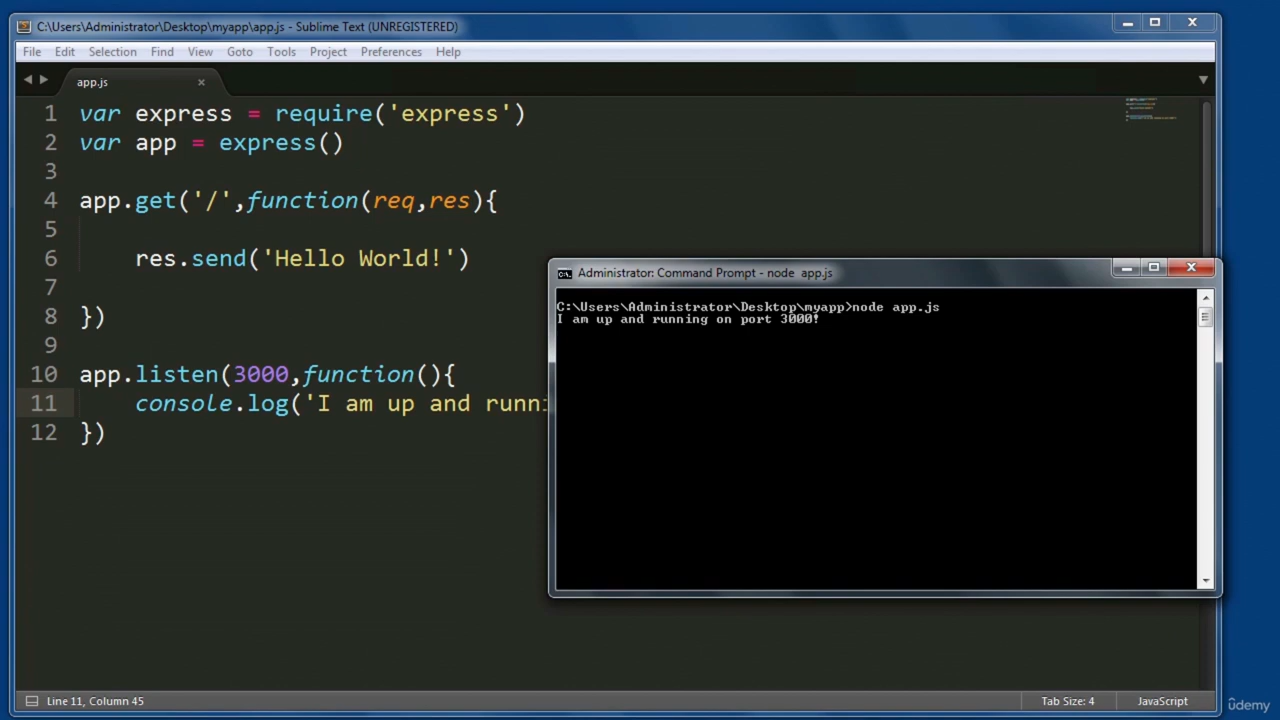 C:\Users\Administrator\Desktop\myapp\app.js - Sublime Text (UNREGISTERED)
File Edit Selection Find View Goto Tools Project Preferences Help
app.js
1 var express = require('express')
2 var app = express()
3
4 app.get('/',function(req,res){
5
6 res.send('Hello World!')
7
8 })
9
10 app.listen(3000,function(){
11 console.log('I am up and runni
12 })
Administrator: Command Prompt - node app.js
C:\Users\Administrator\Desktop\myapp>node app.js
I am up and running on port 3000!
Line 11, Column 45
Tab Size: 4
JavaScript
ûdemy